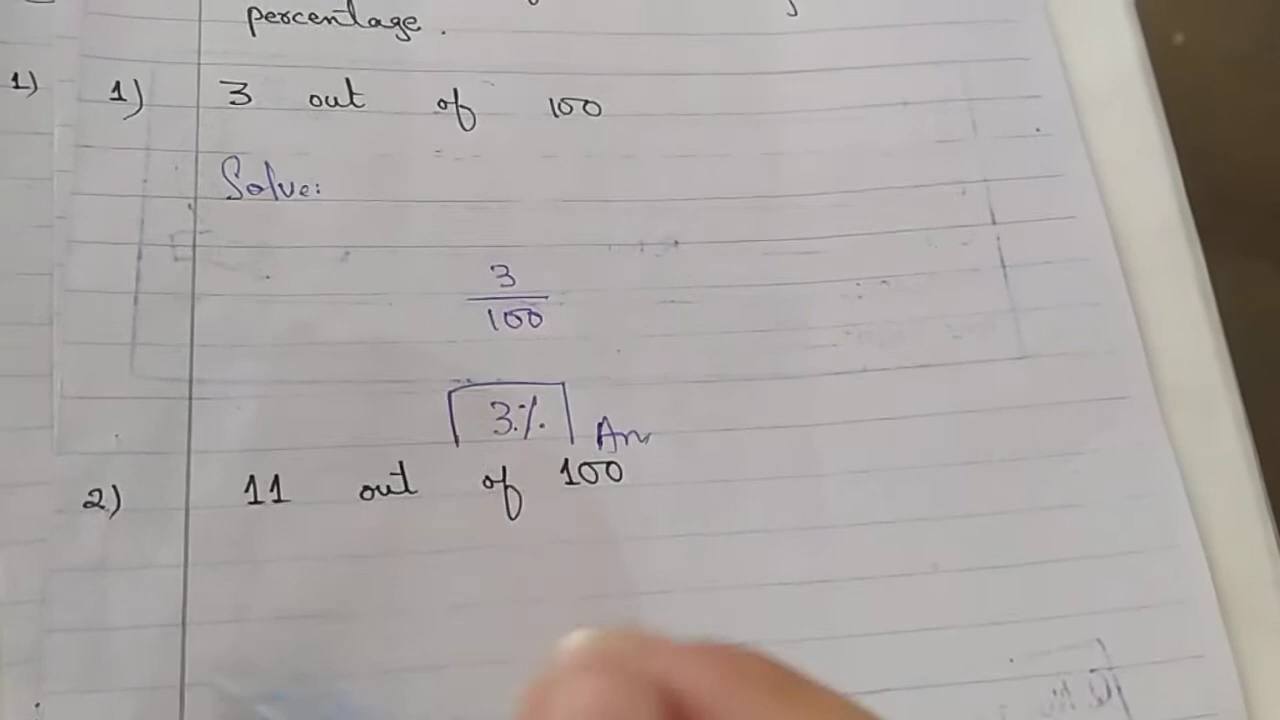 percentage.
1) 1) 3 out of 100
Solve:
3
100
3% Ans
2) 11 out of 100